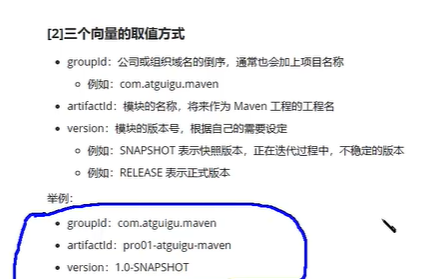 [2]三个向量的取值方式
groupId：公司或组织域名的倒序，通常也会加上项目名称
例如：com.atguigu.maven
artifactId：模块的名称，将来作为 Maven 工程的工程名
version：模块的版本号，根据自己的需要设定
例如：SNAPSHOT 表示快照版本，正在迭代过程中，不稳定的版本
例如：RELEASE 表示正式版本
举例：
groupId：com.atguigu.maven
artifactId：pro01-atguigu-maven
version：1.0-SNAPSHOT